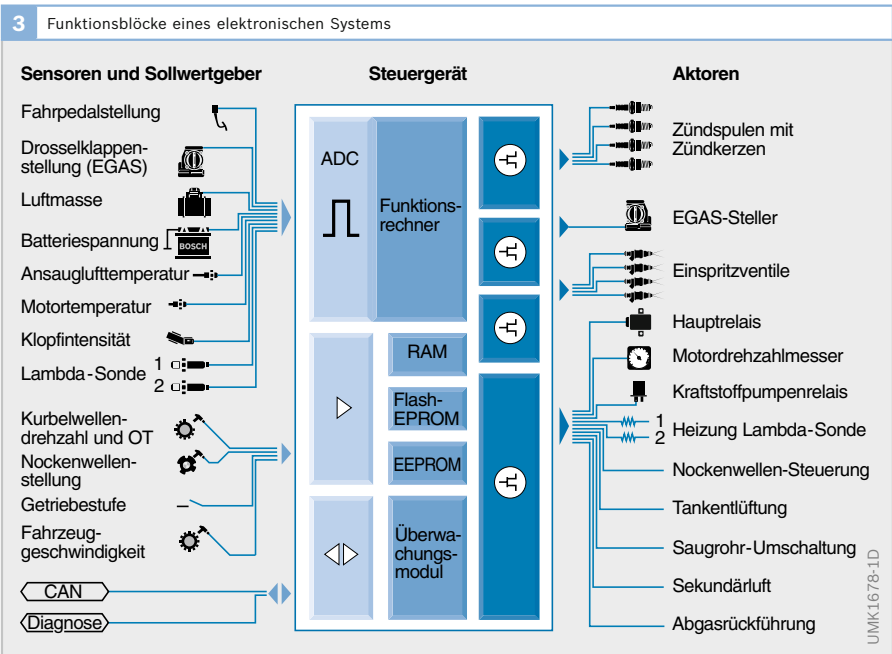 3 Funktionsblöcke eines elektronischen Systems
Sensoren und Sollwertgeber
Fahrpedalstellung
Drosselklappen-
stellung (EGAS)
Luftmasse
Batteriespannung
BOSCH
Ansauglufttemperatur
Motortemperatur
Klopfintensität
Lambda-Sonde
1
2
Kurbelwellen-
drehzahl und OT
Nockenwellen-
stellung
Getriebestufe
Fahrzeug-
geschwindigkeit
CAN
Diagnose
Steuergerät
ADC
Funktions-
rechner
RAM
Flash-
EPROM
EEPROM
Überwa-
chungs-
modul
Aktoren
Zündspulen mit
Zündkerzen
EGAS-Steller
Einspritzventile
Hauptrelais
Motordrehzahlmesser
Kraftstoffpumpenrelais
1
2
Heizung Lambda-Sonde
Nockenwellen-Steuerung
Tankentlüftung
Saugrohr-Umschaltung
Sekundärluft
Abgasrückführung
UMK1678-1D